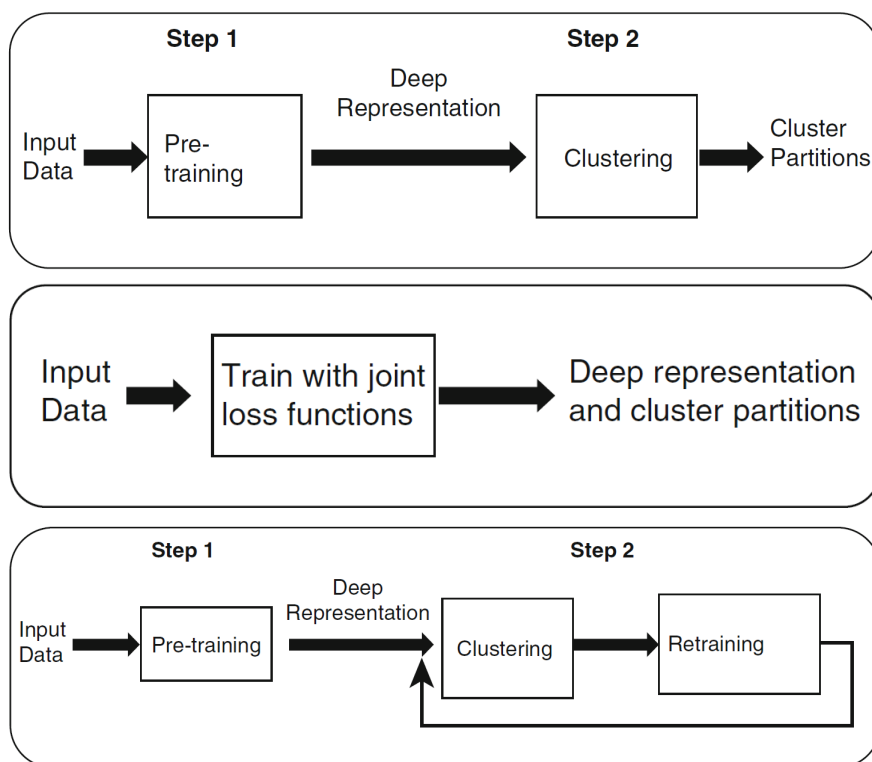 Step 1
Step 2
Deep
Representation
Input
Data
Pre-
training
Clustering
Cluster
Partitions
Input
Data
Train with joint
loss functions
Deep representation
and cluster partitions
Step 1
Step 2
Deep
Representation
Input
Data
Pre-training
Clustering
Retraining